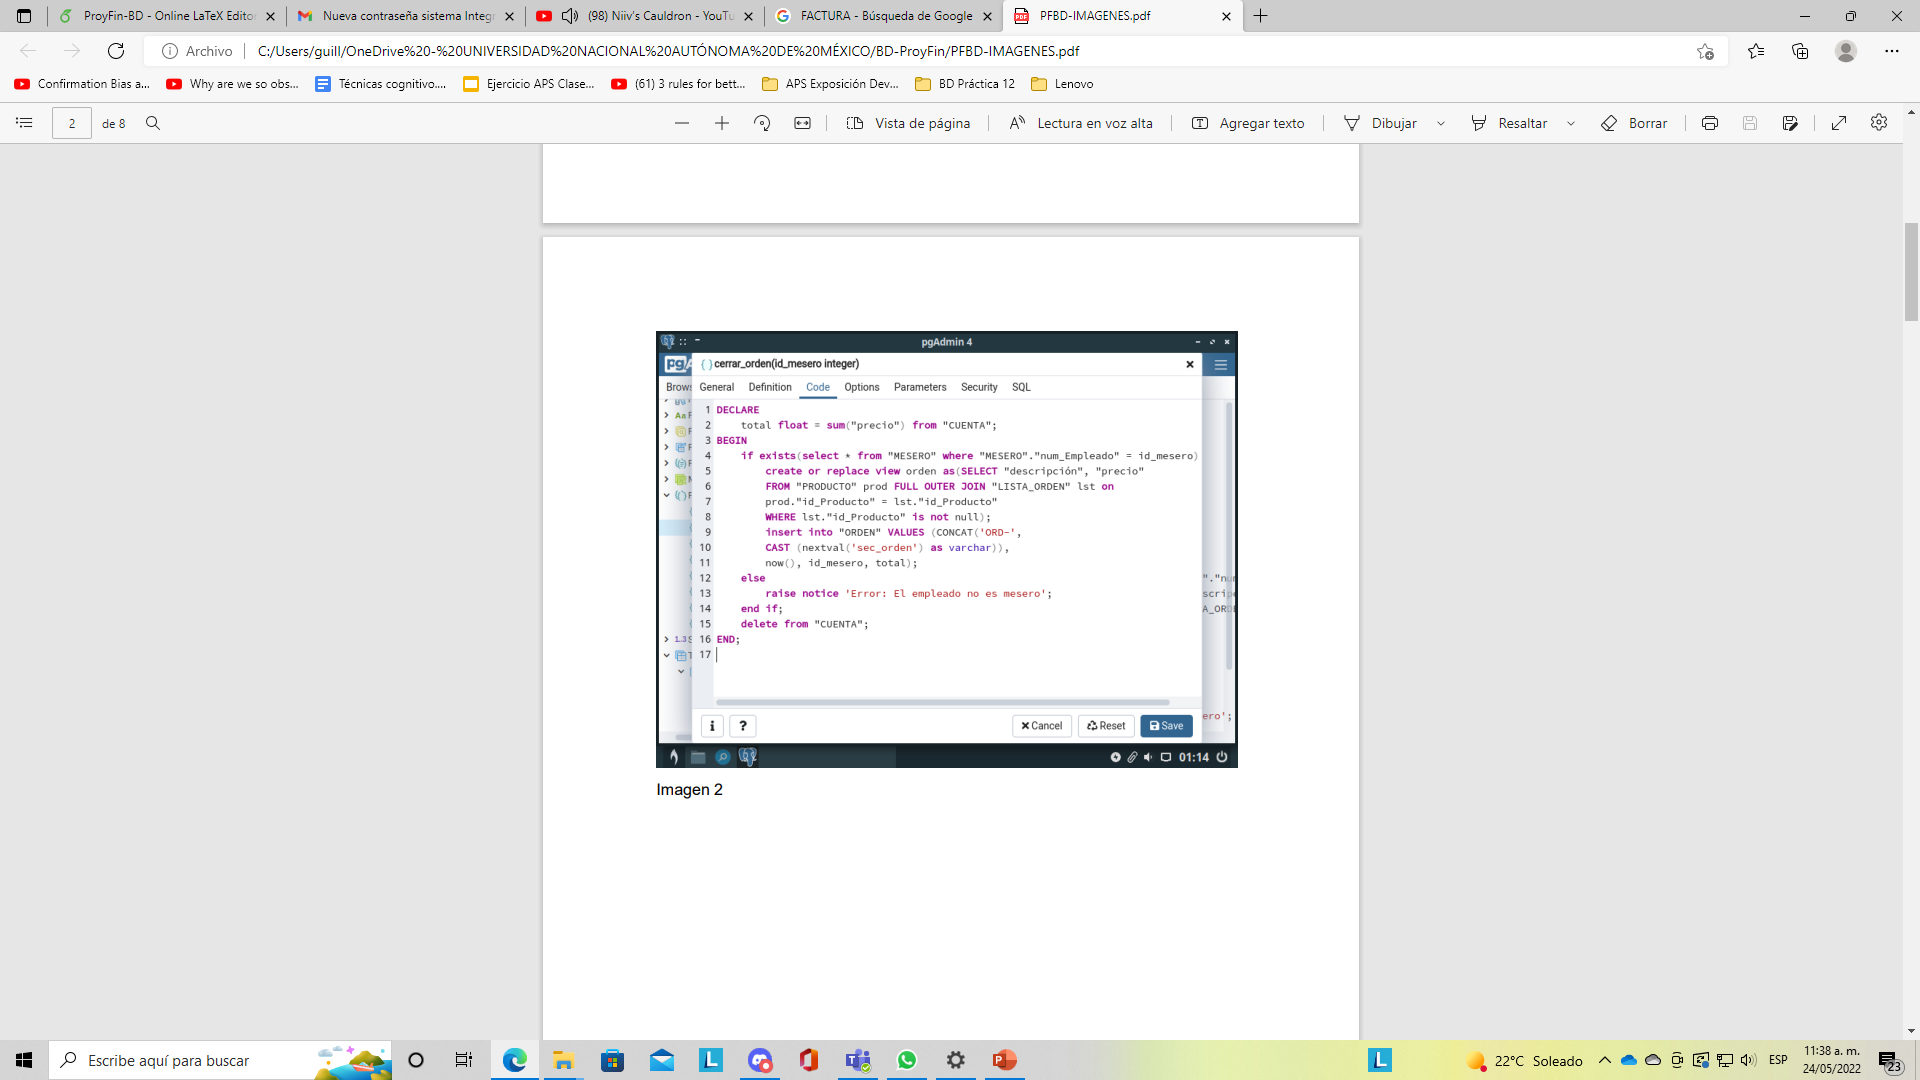 ProyFin-BD - Online LaTeX Editor
Nueva contraseña sistema Integ
(98) Niiv's Cauldron - YouTu
FACTURA - Búsqueda de Google
PFBD-IMAGENES.pdf
Archivo
C:/Users/guill/OneDrive%20-%20UNIVERSIDAD%20NACIONAL%20AUTÓNOMA%20DE%20MÉXICO/BD-ProyFin/PFBD-IMAGENES.pdf
Confirmation Bias a...
Why are we so obs...
Técnicas cognitivo....
Ejercicio APS Clase...
(61) 3 rules for bett...
APS Exposición Dev...
BD Práctica 12
Lenovo
2
de 8
Vista de página
Lectura en voz alta
Agregar texto
Dibujar
Resaltar
Borrar
pgAdmin 4
pg
cerrar_orden(id_mesero integer)
Brows
General
Definition
Code
Options
Parameters
Security
SQL
1 DECLARE
2 total float = sum("precio") from "CUENTA";
3 BEGIN
4 if exists(select * from "MESERO" where "MESERO"."num_Empleado" = id_mesero)
5 create or replace view orden as(SELECT "descripción", "precio"
6 FROM "PRODUCTO" prod FULL OUTER JOIN "LISTA_ORDEN" lst on
7 prod."id_Producto" = lst."id_Producto"
8 WHERE lst."id_Producto" is not null);
9 insert into "ORDEN" VALUES (CONCAT('ORD-',
10 CAST (nextval('sec_orden') as varchar)),
11 now(), id_mesero, total);
12 else
13 raise notice 'Error: El empleado no es mesero';
14 end if;
15 delete from "CUENTA";
16 END;
17
"."nu
scrip
A_ORD
ero';
i
?
Cancel
Reset
Save
01:14
Imagen 2
Escribe aquí para buscar
22°C Soleado
ESP
11:38 a. m.
24/05/2022
23